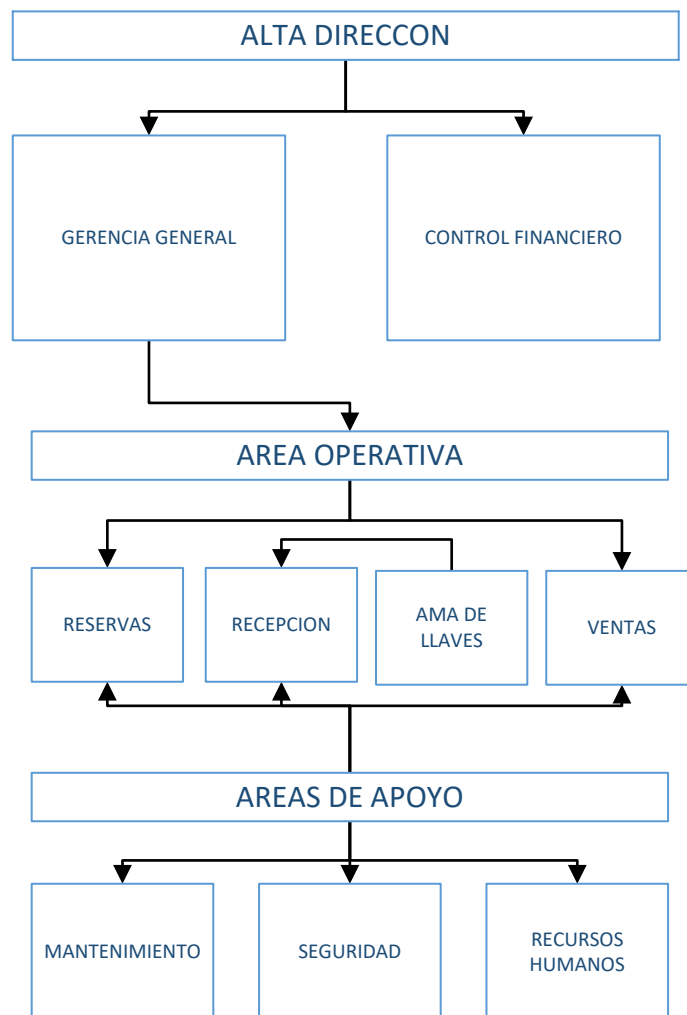 ALTA DIRECCON
GERENCIA GENERAL
CONTROL FINANCIERO
AREA OPERATIVA
RESERVAS
RECEPCION
AMA DE
LLAVES
VENTAS
AREAS DE APOYO
MANTENIMIENTO
SEGURIDAD
RECURSOS
HUMANOS